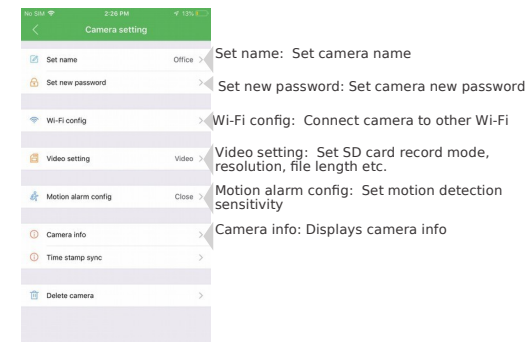 No SIM 2:26 PM 13%
Camera setting
Set name Office
Set name: Set camera name
Set new password
Set new password: Set camera new password
Wi-Fi config
Wi-Fi config: Connect camera to other Wi-Fi
Video setting Video
Video setting: Set SD card record mode,
resolution, file length etc.
Motion alarm config Close
Motion alarm config: Set motion detection
sensitivity
Camera info
Camera info: Displays camera info
Time stamp sync
Delete camera